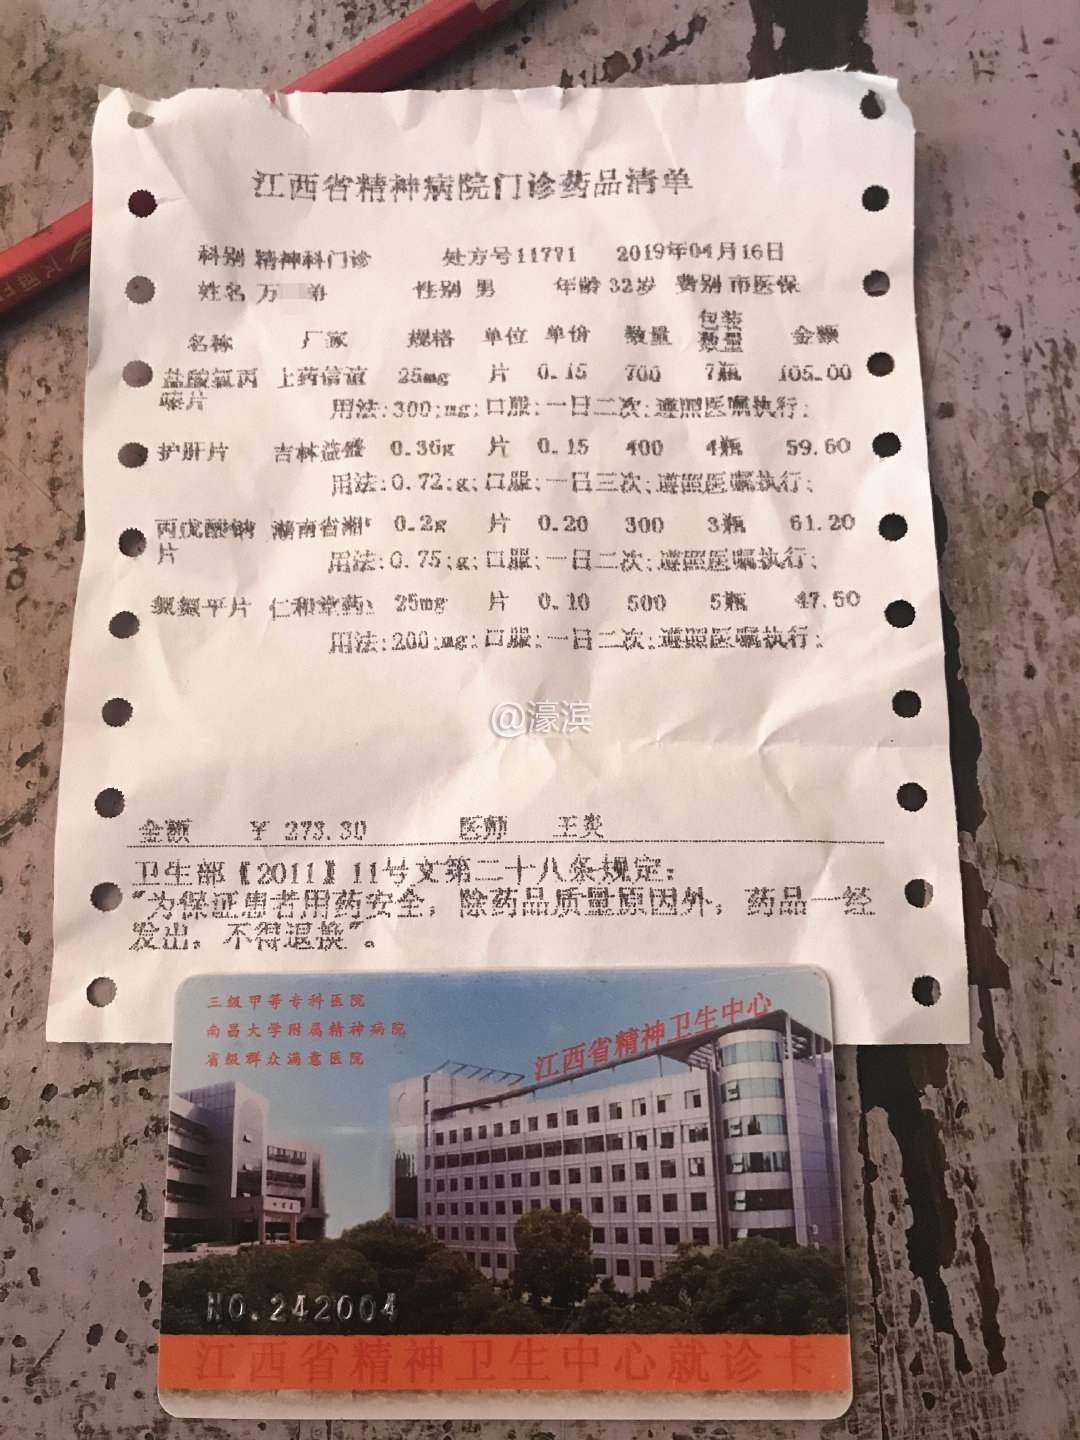 江西省精神病院门诊药品清单
科别 精神科门诊 处方号11771 2019年04月16日
姓名 万 弟 性别 男 年龄 32岁 费别 市医保
名称 厂家 规格 单位 单价 数量 包装数量 金额
盐酸氯丙嗪片 上药信谊 25mg 片 0.15 700 7瓶 105.00
用法:300:mg:口服:一日二次:遵照医嘱执行:
护肝片 吉林益盛 0.36g 片 0.15 400 4瓶 59.60
用法:0.72:g:口服:一日三次:遵照医嘱执行:
丙戊酸钠片 湖南省湘 0.2g 片 0.20 300 3瓶 61.20
用法:0.75:g:口服:一日二次:遵照医嘱执行:
氯氮平片 仁和堂药 25mg 片 0.10 500 5瓶 47.50
用法:200:mg:口服:一日二次:遵照医嘱执行:
@濠滨
金额 ¥ 273.30 医师 王炎
卫生部【2011】11号文第二十八条规定:
"为保证患者用药安全，除药品质量原因外，药品一经
发出，不得退换"。
三级甲等专科医院
南昌大学附属精神病院
省级群众满意医院
江西省精神卫生中心
NO.242004
江西省精神卫生中心就诊卡